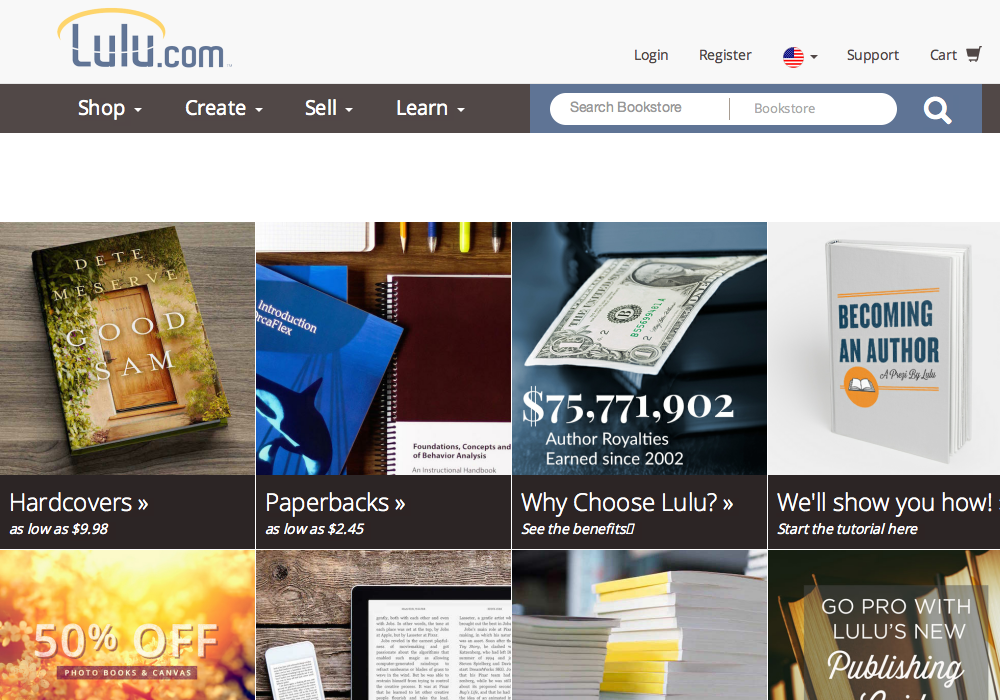 Lulu.com
Login Register Support Cart
Shop Create Sell Learn
Search Bookstore Bookstore
DETE
MESERVE
GOOD
SAM
Introduction
OrcaFlex
Foundations, Concepts and
of Behavior Analysis
An Instructional Handbook
$75,771,902
Author Royalties
Earned since 2002
BECOMING
AN AUTHOR
A Prezi By Lulu
Hardcovers »
as low as $9.98
Paperbacks »
as low as $2.45
Why Choose Lulu? »
See the benefits
We'll show you how!
Start the tutorial here
50% OFF
PHOTO BOOKS & CANVAS
GO PRO WITH
LULU'S NEW
Publishing